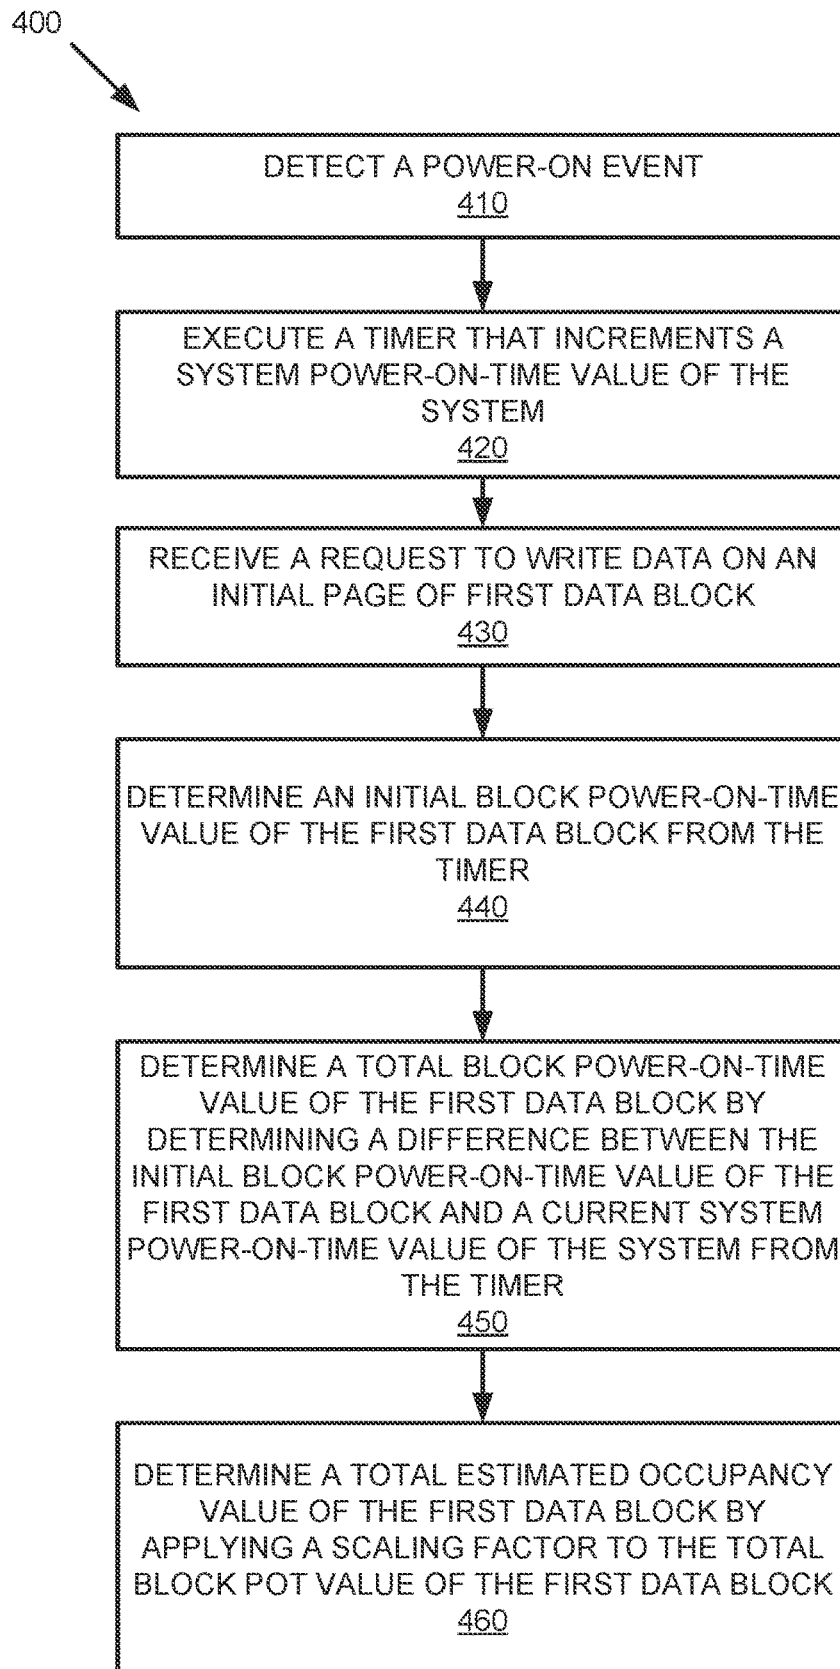 400
DETECT A POWER-ON EVENT
410
EXECUTE A TIMER THAT INCREMENTS A
SYSTEM POWER-ON-TIME VALUE OF THE
SYSTEM
420
RECEIVE A REQUEST TO WRITE DATA ON AN
INITIAL PAGE OF FIRST DATA BLOCK
430
DETERMINE AN INITIAL BLOCK POWER-ON-TIME
VALUE OF THE FIRST DATA BLOCK FROM THE
TIMER
440
DETERMINE A TOTAL BLOCK POWER-ON-TIME
VALUE OF THE FIRST DATA BLOCK BY
DETERMINING A DIFFERENCE BETWEEN THE
INITIAL BLOCK POWER-ON-TIME VALUE OF THE
FIRST DATA BLOCK AND A CURRENT SYSTEM
POWER-ON-TIME VALUE OF THE SYSTEM FROM
THE TIMER
450
DETERMINE A TOTAL ESTIMATED OCCUPANCY
VALUE OF THE FIRST DATA BLOCK BY
APPLYING A SCALING FACTOR TO THE TOTAL
BLOCK POT VALUE OF THE FIRST DATA BLOCK
460